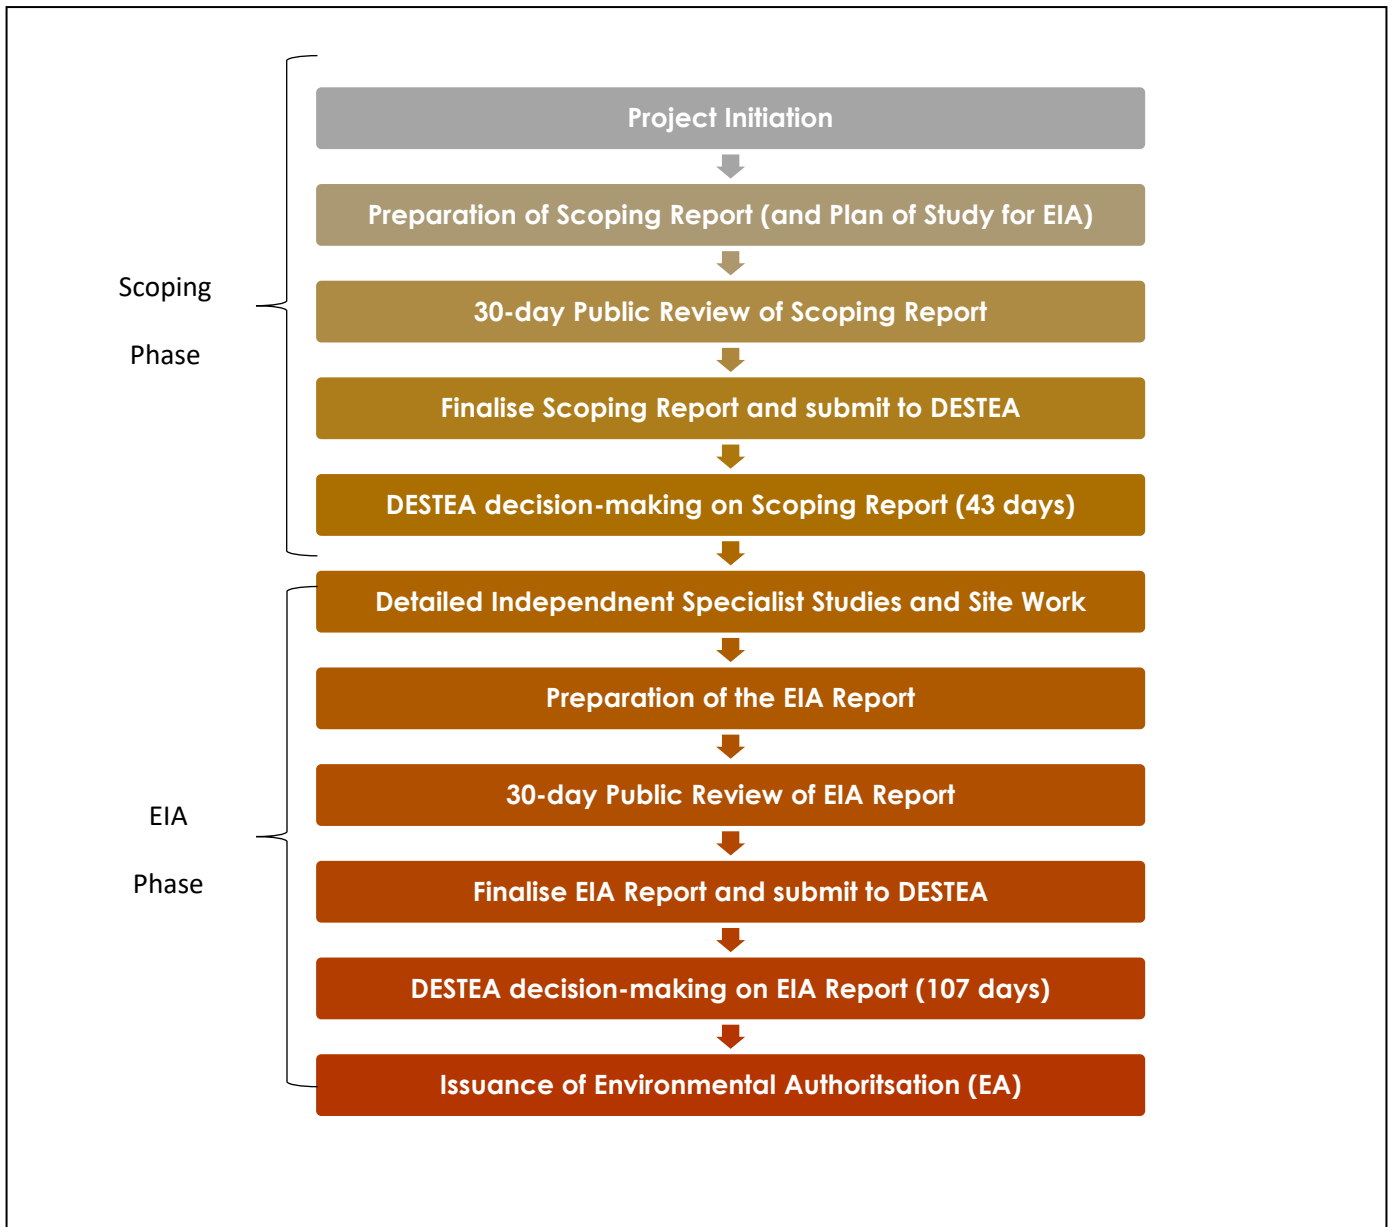 Project Initiation
Preparation of Scoping Report (and Plan of Study for EIA)
30-day Public Review of Scoping Report
Finalise Scoping Report and submit to DESTEA
DESTEA decision-making on Scoping Report (43 days)
Scoping
Phase
Detailed Independnent Specialist Studies and Site Work
Preparation of the EIA Report
30-day Public Review of EIA Report
Finalise EIA Report and submit to DESTEA
DESTEA decision-making on EIA Report (107 days)
Issuance of Environmental Authoritsation (EA)
EIA
Phase